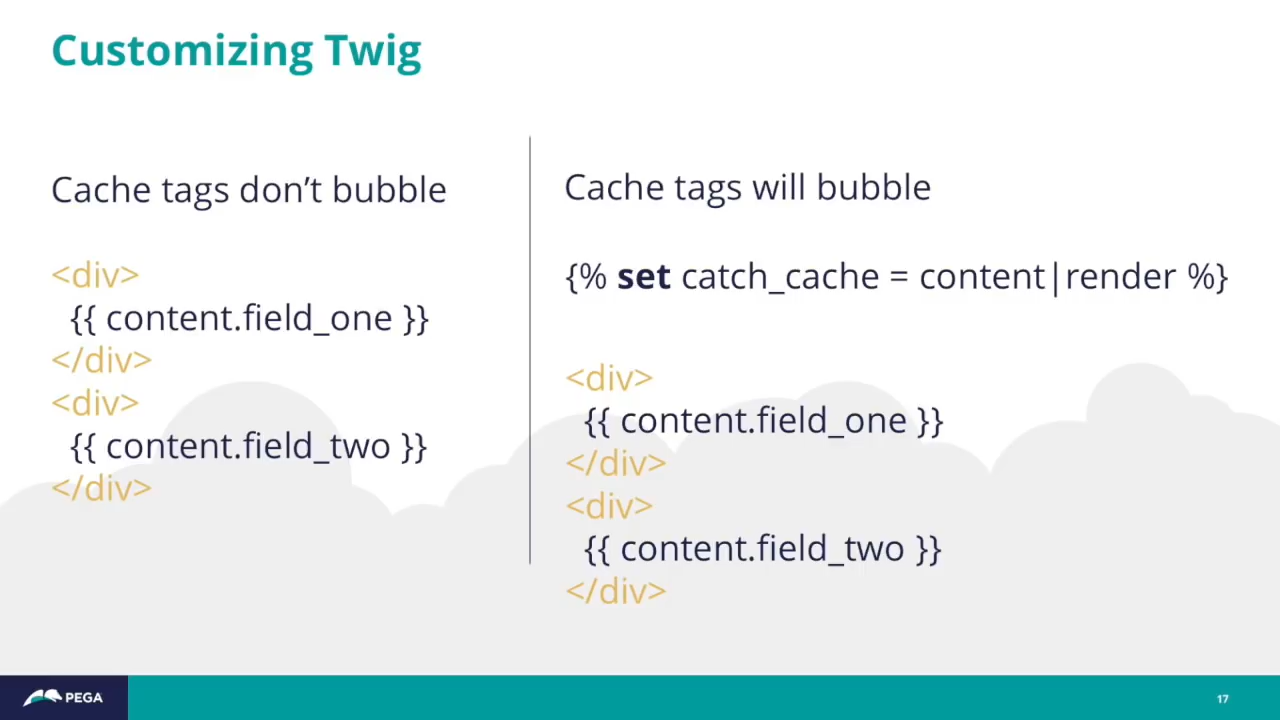 Customizing Twig
Cache tags don’t bubble
<div>
{{ content.field_one }}
</div>
<div>
{{ content.field_two }}
</div>
Cache tags will bubble
{% set catch_cache = content|render %}
<div>
{{ content.field_one }}
</div>
<div>
{{ content.field_two }}
</div>
PEGA
17